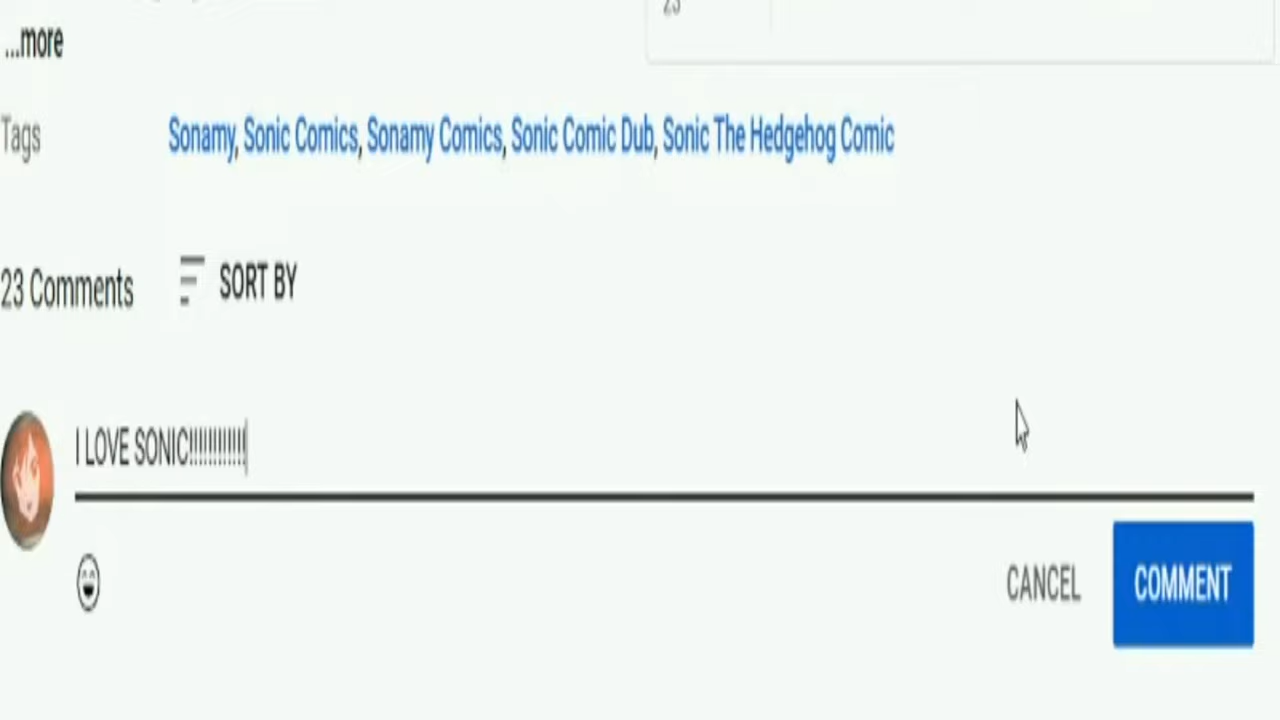 ...more
Tags Sonamy, Sonic Comics, Sonamy Comics, Sonic Comic Dub, Sonic The Hedgehog Comic
23 Comments SORT BY
I LOVE SONIC!!!!!!!!!!!!
CANCEL COMMENT